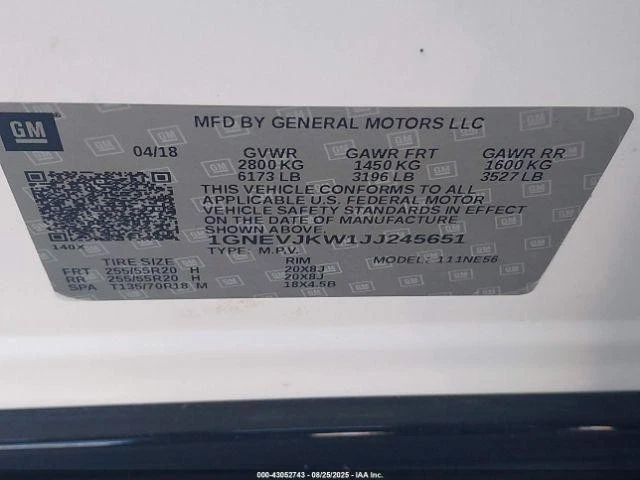 GM
MFD BY GENERAL MOTORS LLC
04/18 GVWR GAWR FRT GAWR RR
2800 KG 1450 KG 1600 KG
6173 LB 3196 LB 3527 LB
THIS VEHICLE CONFORMS TO ALL
APPLICABLE U.S. FEDERAL MOTOR
VEHICLE SAFETY STANDARDS IN EFFECT
ON THE DATE OF MANUFACTURE
SHOWN ABOVE.
1GNEVJKW1JJ245651
148X TYPE: M.P.V. MODEL: 111NE56
TIRE SIZE RIM
FRT 255/55R20 H 20X8J
RR 255/55R20 H 20X8J
SPA T135/70R18 M 18X4.5B
000-43052743 - 08/25/2025 - IAA Inc.